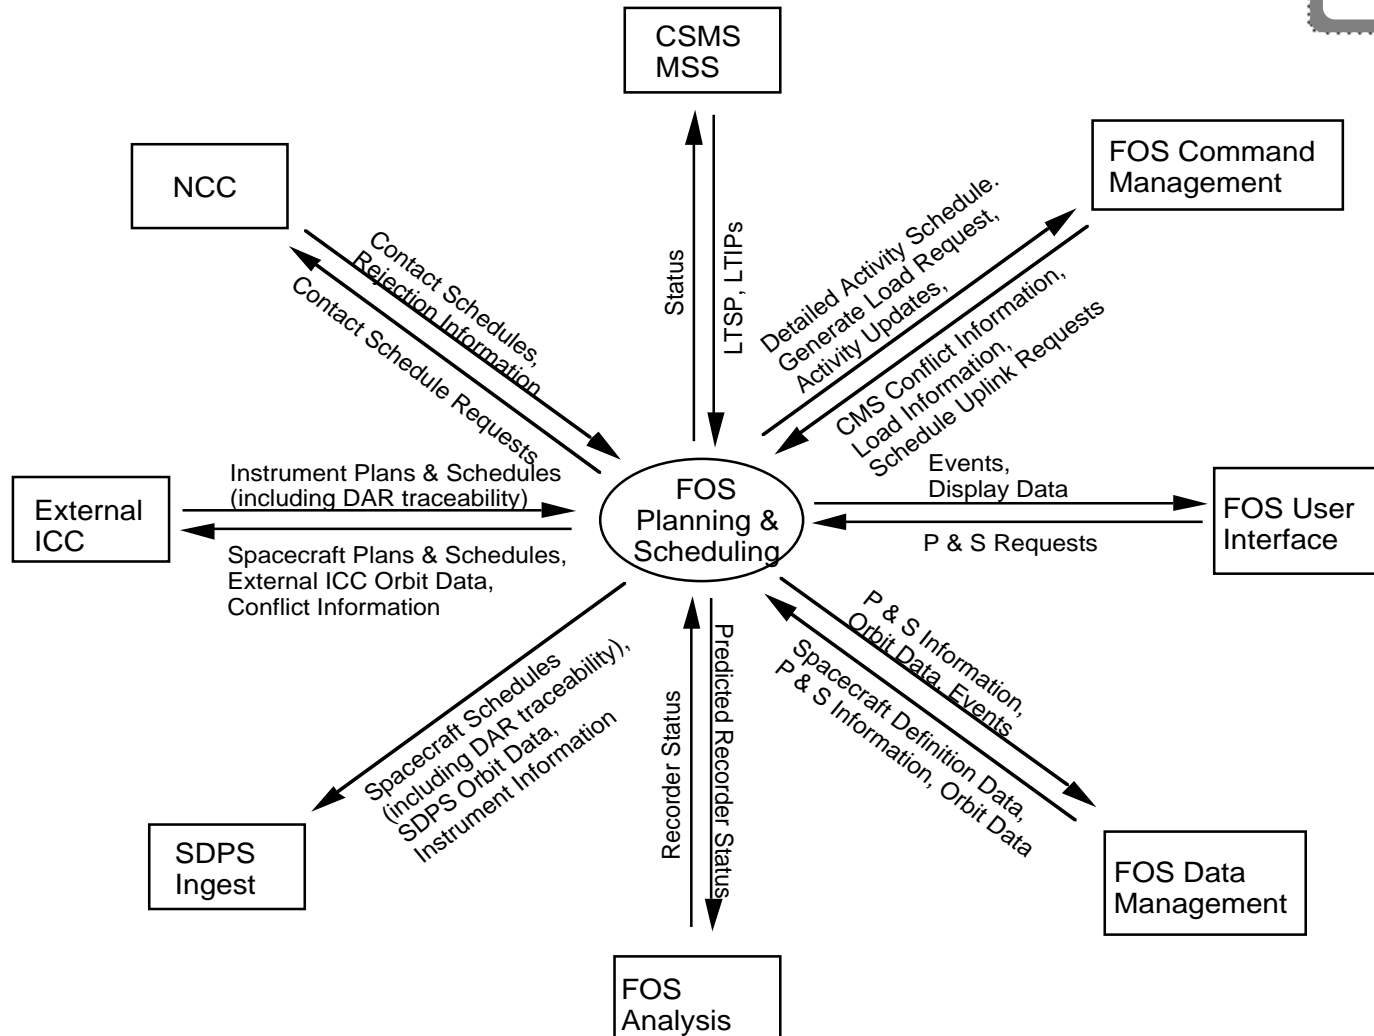 CSMS
MSS
NCC
FOS Command
Management
Contact Schedules,
Rejection Information
Contact Schedule Requests
Status
LTSP, LTIPs
Detailed Activity Schedule.
Generate Load Request,
Activity Updates,
CMS Conflict Information,
Load Information,
Schedule Uplink Requests
External
ICC
Instrument Plans & Schedules
(including DAR traceability)
Spacecraft Plans & Schedules,
External ICC Orbit Data,
Conflict Information
FOS
Planning &
Scheduling
Events,
Display Data
P & S Requests
FOS User
Interface
Spacecraft Schedules
(including DAR traceability),
SDPS Orbit Data,
Instrument Information
Recorder Status
Predicted Recorder Status
P & S Information,
Orbit Data, Events
Spacecraft Definition Data,
P & S Information, Orbit Data
SDPS
Ingest
FOS Data
Management
FOS
Analysis